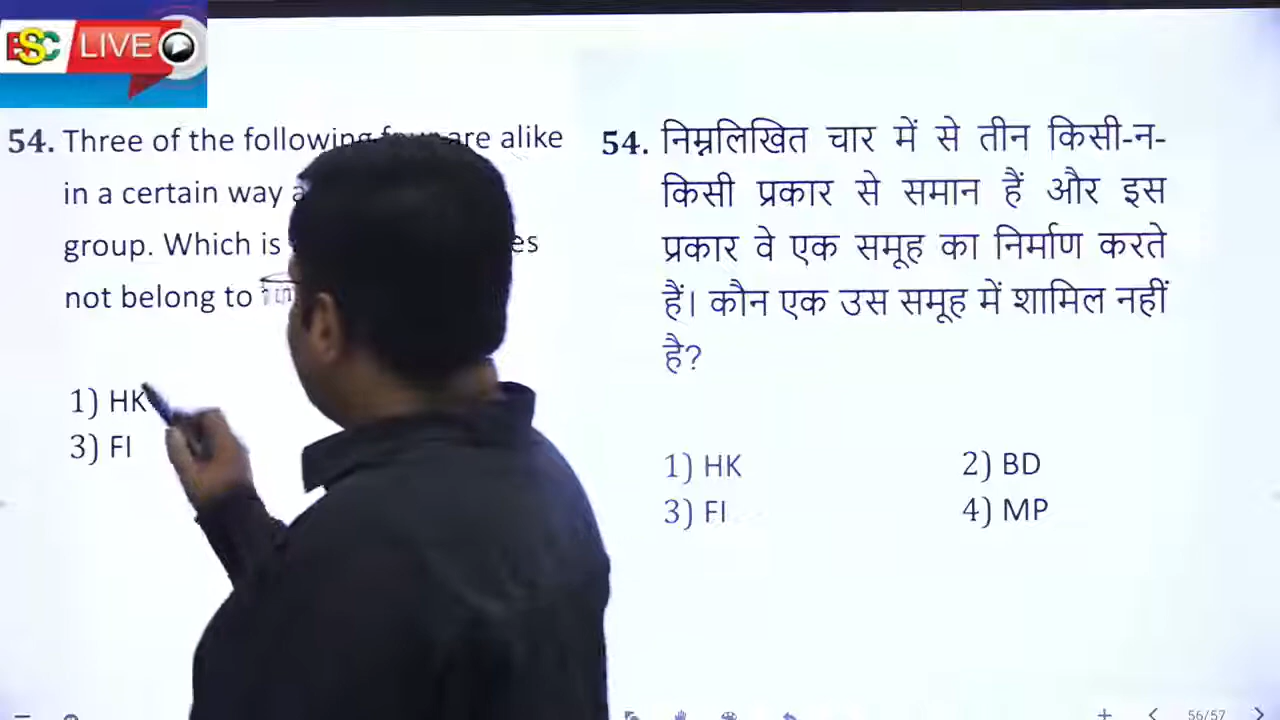 ESC LIVE
54. Three of the following are alike
in a certain way
group. Which is
not belong to
1) HK
3) FI
54. निम्नलिखित चार में से तीन किसी-न-
किसी प्रकार से समान हैं और इस
प्रकार वे एक समूह का निर्माण करते
हैं। कौन एक उस समूह में शामिल नहीं
है?
1) HK 2) BD
3) FI 4) MP
56/57